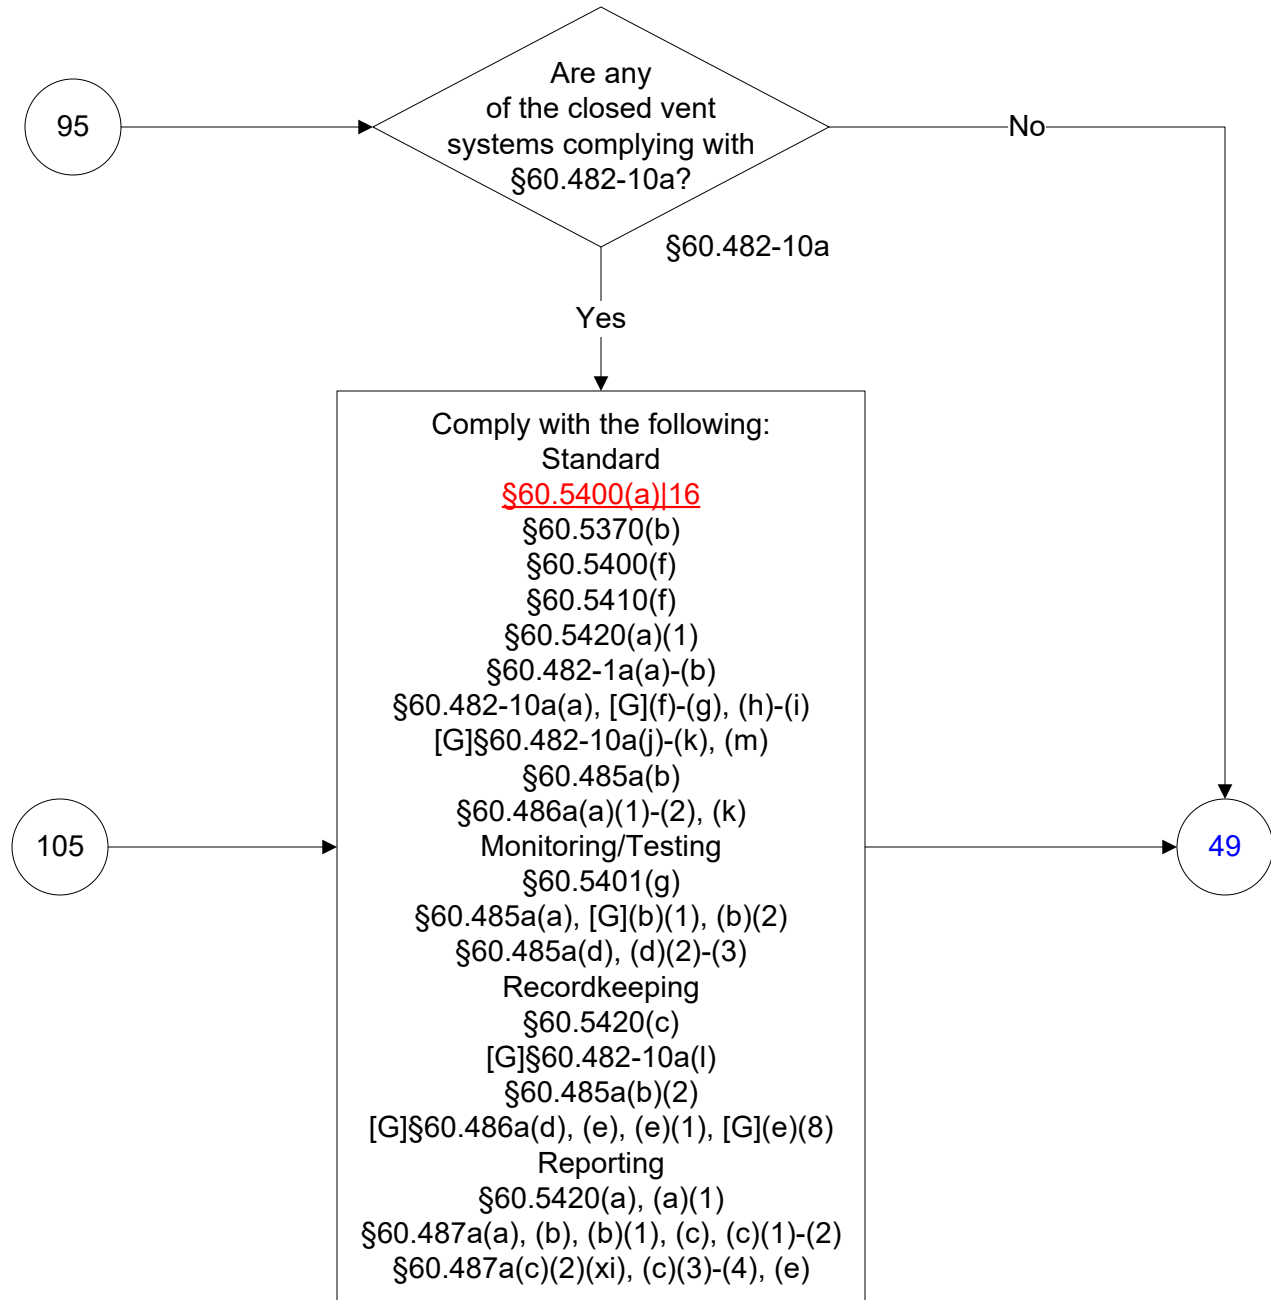 95
Are any
of the closed vent
systems complying with
§60.482-10a?
No
§60.482-10a
Yes
Comply with the following:
Standard
§60.5400(a)|16
§60.5370(b)
§60.5400(f)
§60.5410(f)
§60.5420(a)(1)
§60.482-1a(a)-(b)
§60.482-10a(a), [G](f)-(g), (h)-(i)
[G]§60.482-10a(j)-(k), (m)
§60.485a(b)
§60.486a(a)(1)-(2), (k)
Monitoring/Testing
§60.5401(g)
§60.485a(a), [G](b)(1), (b)(2)
§60.485a(d), (d)(2)-(3)
Recordkeeping
§60.5420(c)
[G]§60.482-10a(l)
§60.485a(b)(2)
[G]§60.486a(d), (e), (e)(1), [G](e)(8)
Reporting
§60.5420(a), (a)(1)
§60.487a(a), (b), (b)(1), (c), (c)(1)-(2)
§60.487a(c)(2)(xi), (c)(3)-(4), (e)
105
49